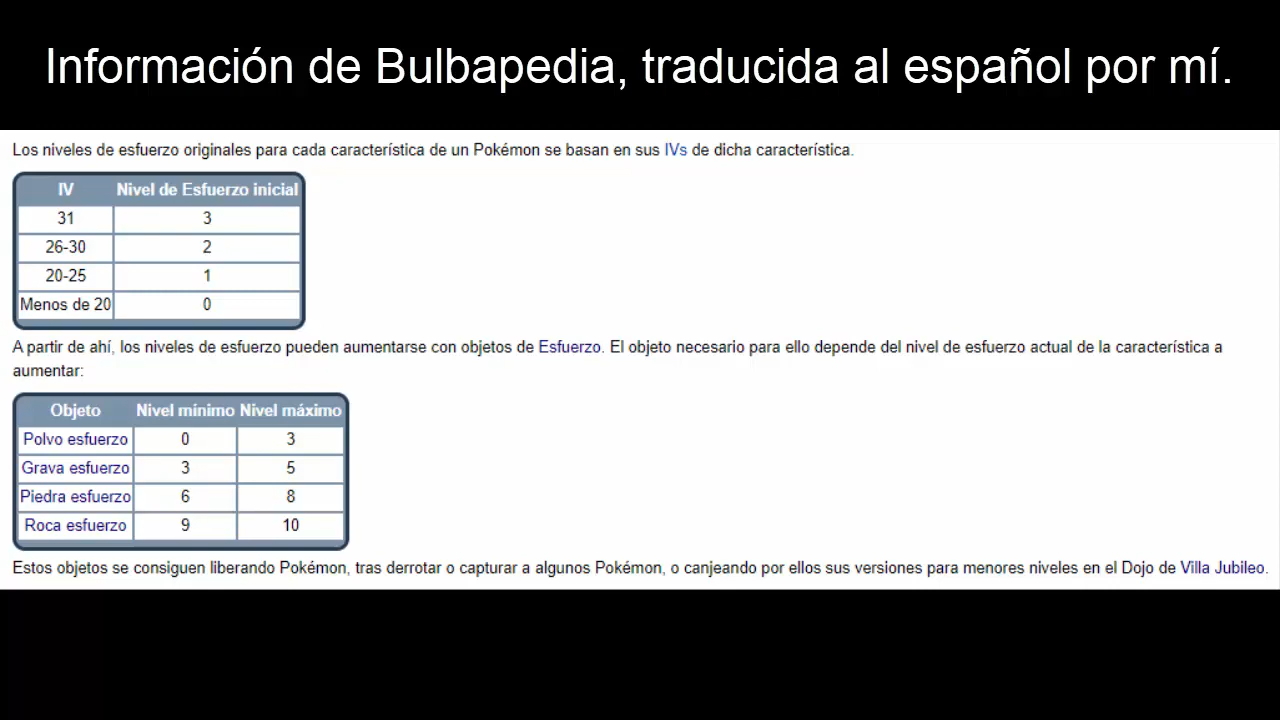 Información de Bulbapedia, traducida al español por mí.
Los niveles de esfuerzo originales para cada característica de un Pokémon se basan en sus IVs de dicha característica.
IV Nivel de Esfuerzo inicial
31 3
26-30 2
20-25 1
Menos de 20 0
A partir de ahí, los niveles de esfuerzo pueden aumentarse con objetos de Esfuerzo. El objeto necesario para ello depende del nivel de esfuerzo actual de la característica a
aumentar:
Objeto Nivel mínimo Nivel máximo
Polvo esfuerzo 0 3
Grava esfuerzo 3 5
Piedra esfuerzo 6 8
Roca esfuerzo 9 10
Estos objetos se consiguen liberando Pokémon, tras derrotar o capturar a algunos Pokémon, o canjeando por ellos sus versiones para menores niveles en el Dojo de Villa Jubileo.